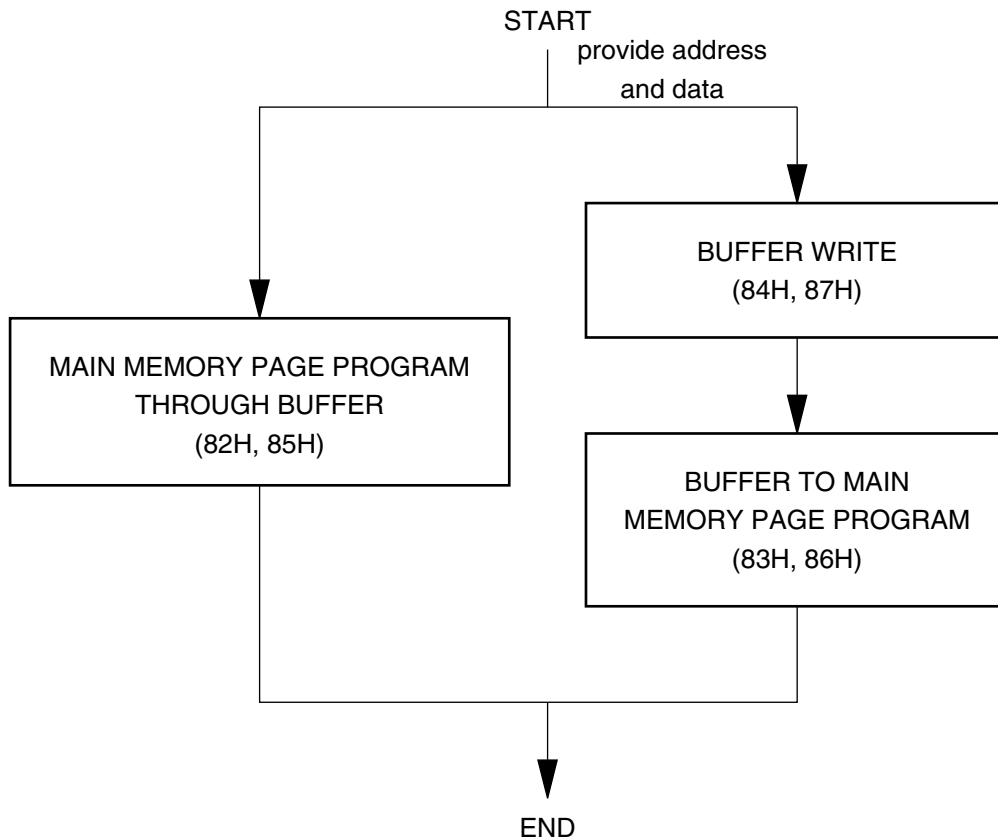 START
provide address
and data
BUFFER WRITE
(84H, 87H)
MAIN MEMORY PAGE PROGRAM
THROUGH BUFFER
(82H, 85H)
BUFFER TO MAIN
MEMORY PAGE PROGRAM
(83H, 86H)
END